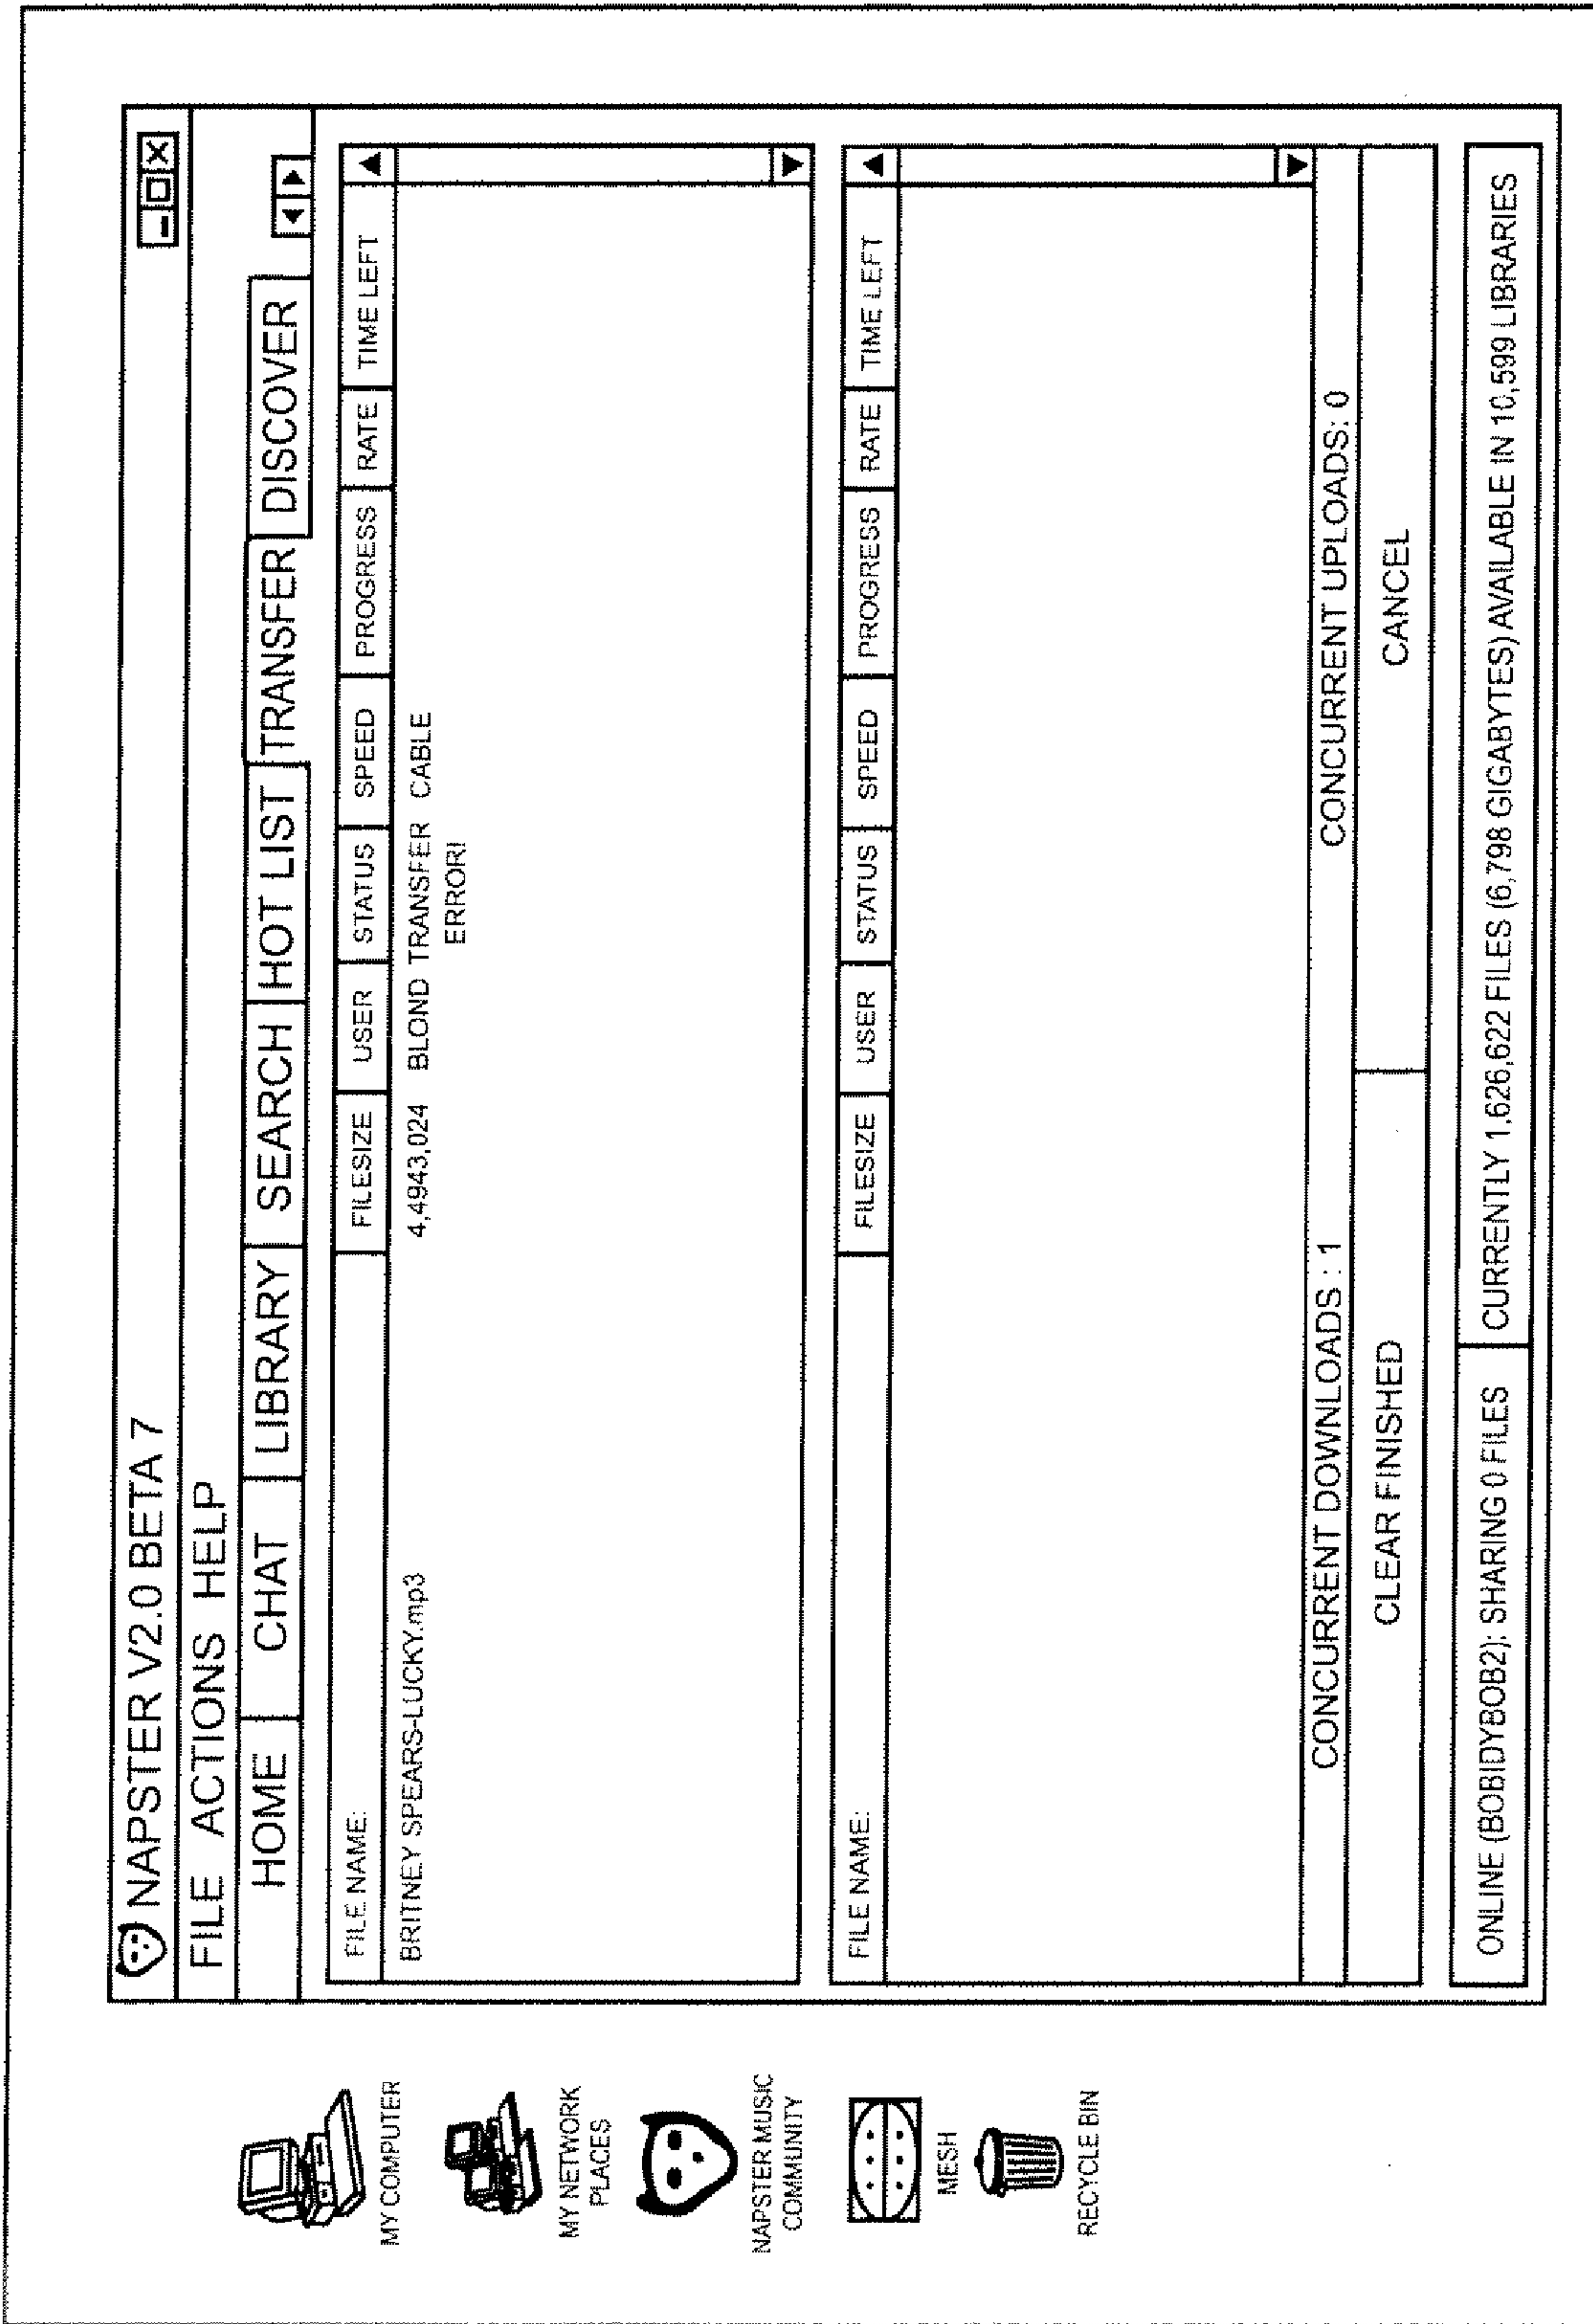 NAPSTER V2.0 BETA 7
FILE ACTIONS HELP
HOME CHAT LIBRARY SEARCH HOT LIST TRANSFER DISCOVER
FILE NAME: FILESIZE USER STATUS SPEED PROGRESS RATE TIME LEFT
BRITNEY SPEARS-LUCKY.mp3 4,4943,024 BLOND TRANSFER CABLE
ERROR!
FILE NAME: FILESIZE USER STATUS SPEED PROGRESS RATE TIME LEFT
CONCURRENT DOWNLOADS : 1 CONCURRENT UPLOADS: 0
CLEAR FINISHED CANCEL
ONLINE (BOBIDYBOB2): SHARING 0 FILES CURRENTLY 1,626,622 FILES (6,798 GIGABYTES) AVAILABLE IN 10,599 LIBRARIES
MY COMPUTER
MY NETWORK
PLACES
NAPSTER MUSIC
COMMUNITY
MESH
RECYCLE BIN